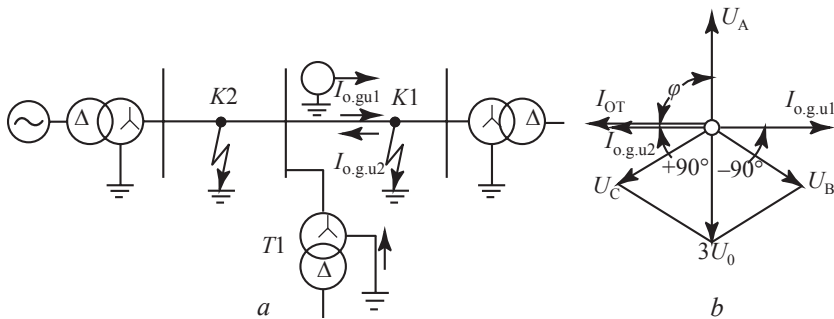 Δ
K2
I_o.gu1
K1
I_o.g.u2
Δ
T1
Δ
a
U_A
φ
I_OT
I_o.g.u1
I_o.g.u2
+90°
–90°
U_C
U_B
3U_0
b